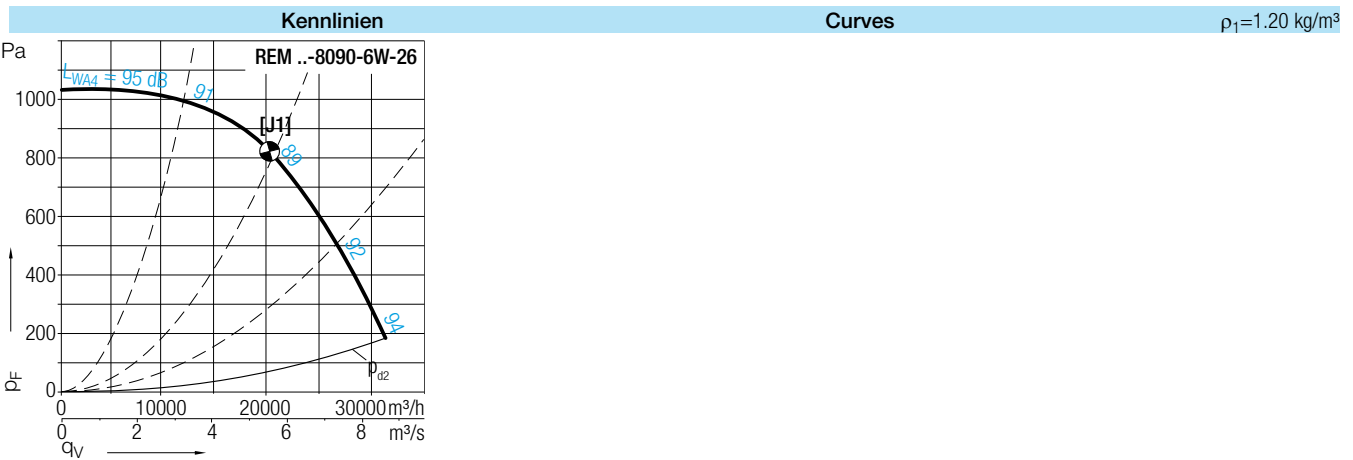 Kennlinien Curves ρ1=1.20 kg/m³
Pa
REM ..-8090-6W-26
LWA4 = 95 dB
91
1000
[J1]
89
800
600
92
400
94
200
pd2
pF
0
0 10000 20000 30000 m³/h
0 2 4 6 8 m³/s
qV